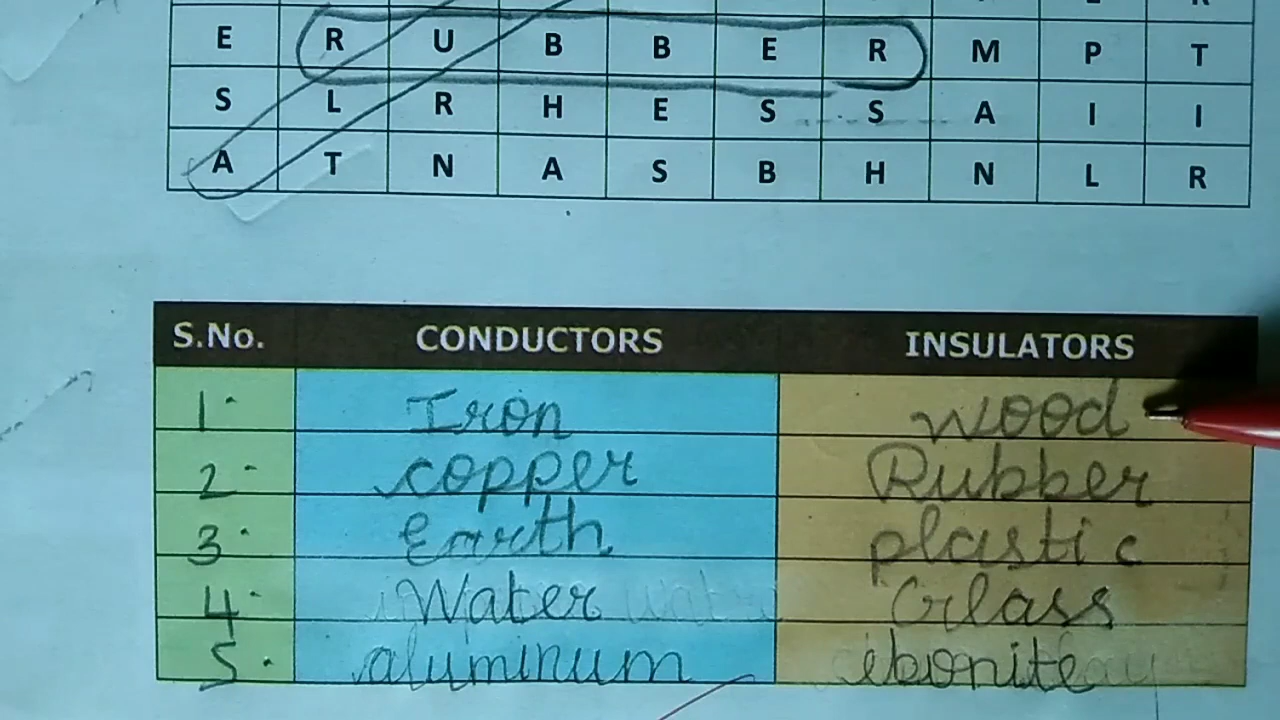 E R U B B E R M P T
S L R H E S S A I I
A T N A S B H N L R
S.No. CONDUCTORS INSULATORS
1. Iron Wood
2. copper Rubber
3. Earth plastic
4. Water Glass
5. aluminum ebonite